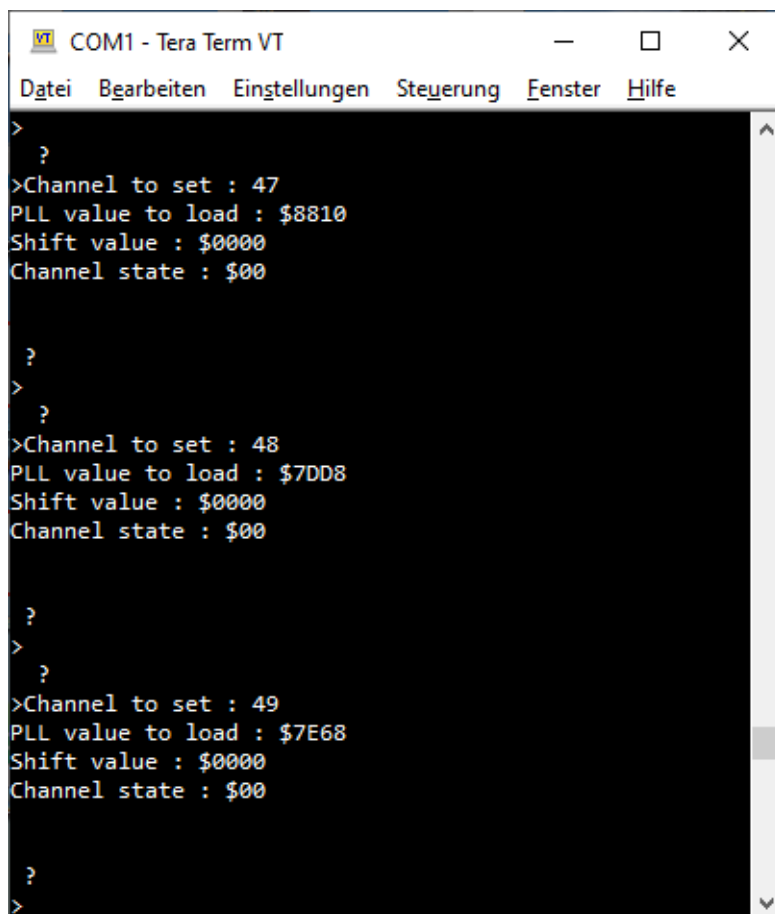 VT COM1 - Tera Term VT
Datei Bearbeiten Einstellungen Steuerung Fenster Hilfe
>
?
>Channel to set : 47
PLL value to load : $8810
Shift value : $0000
Channel state : $00
?
>
?
>Channel to set : 48
PLL value to load : $7DD8
Shift value : $0000
Channel state : $00
?
>
?
>Channel to set : 49
PLL value to load : $7E68
Shift value : $0000
Channel state : $00
?
>